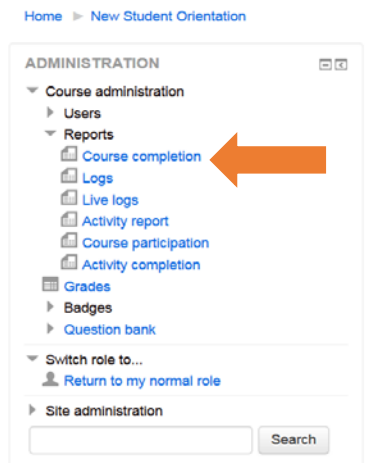 Home New Student Orientation
ADMINISTRATION
Course administration
Users
Reports
Course completion
Logs
Live logs
Activity report
Course participation
Activity completion
Grades
Badges
Question bank
Switch role to...
Return to my normal role
Site administration
Search